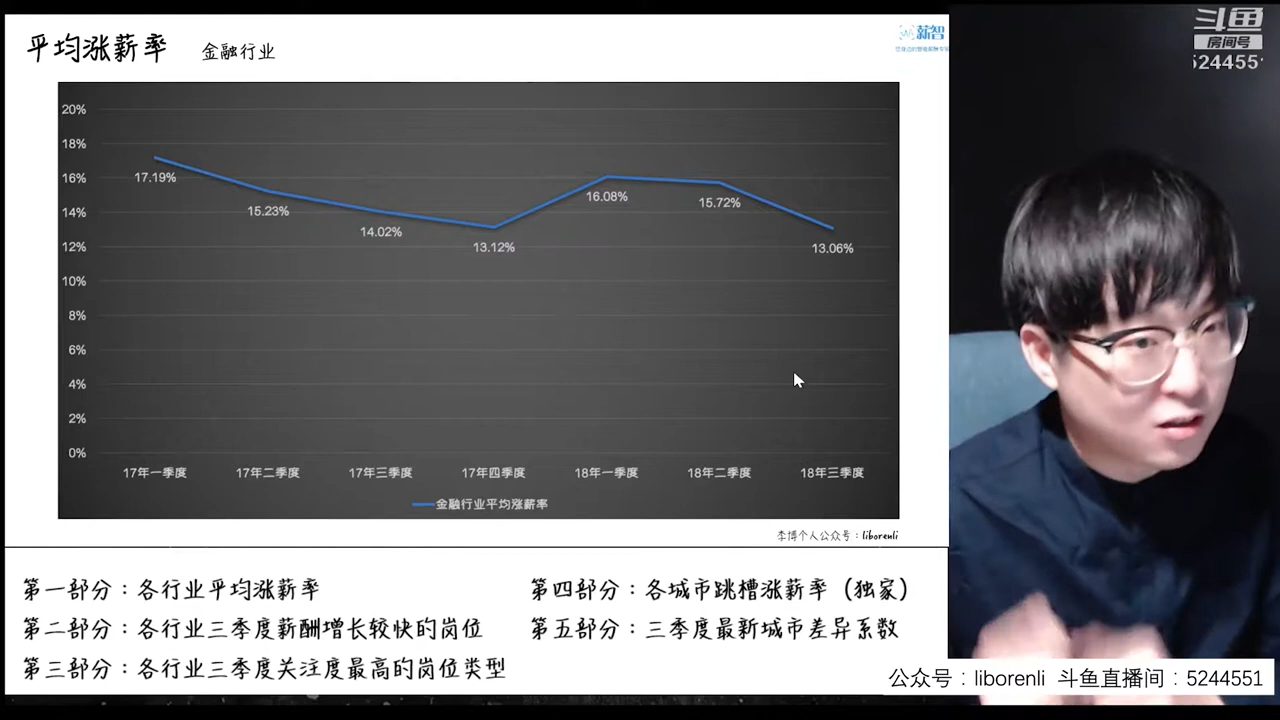 平均涨薪率 金融行业
薪智
斗鱼
房间号
524455
20%
18%
16%
14%
12%
10%
8%
6%
4%
2%
0%
17.19%
15.23%
14.02%
13.12%
16.08%
15.72%
13.06%
17年一季度 17年二季度 17年三季度 17年四季度 18年一季度 18年二季度 18年三季度
金融行业平均涨薪率
李博个人公众号：liborenli
第一部分：各行业平均涨薪率
第二部分：各行业三季度薪酬增长较快的岗位
第三部分：各行业三季度关注度最高的岗位类型
第四部分：各城市跳槽涨薪率（独家）
第五部分：三季度最新城市差异系数
公众号：liborenli 斗鱼直播间：5244551